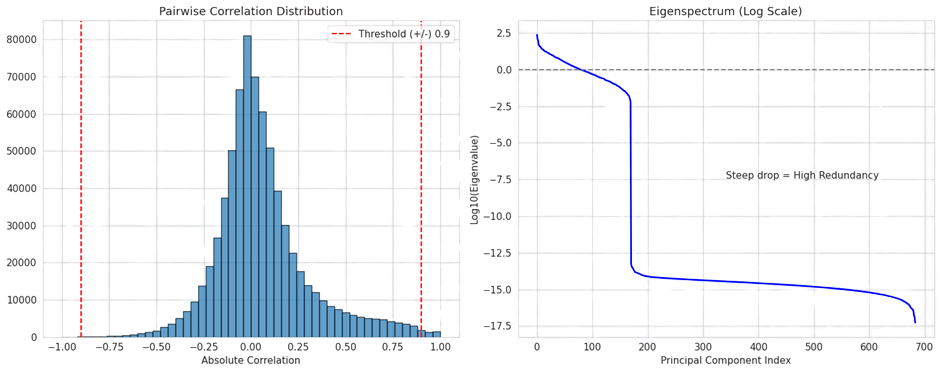 Pairwise Correlation Distribution
Threshold (+/-) 0.9
80000
70000
60000
50000
40000
30000
20000
10000
0
−1.00 −0.75 −0.50 −0.25 0.00 0.25 0.50 0.75 1.00
Absolute Correlation
Eigenspectrum (Log Scale)
Log10(Eigenvalue)
2.5
0.0
−2.5
−5.0
−7.5
−10.0
−12.5
−15.0
−17.5
Steep drop = High Redundancy
0 100 200 300 400 500 600 700
Principal Component Index